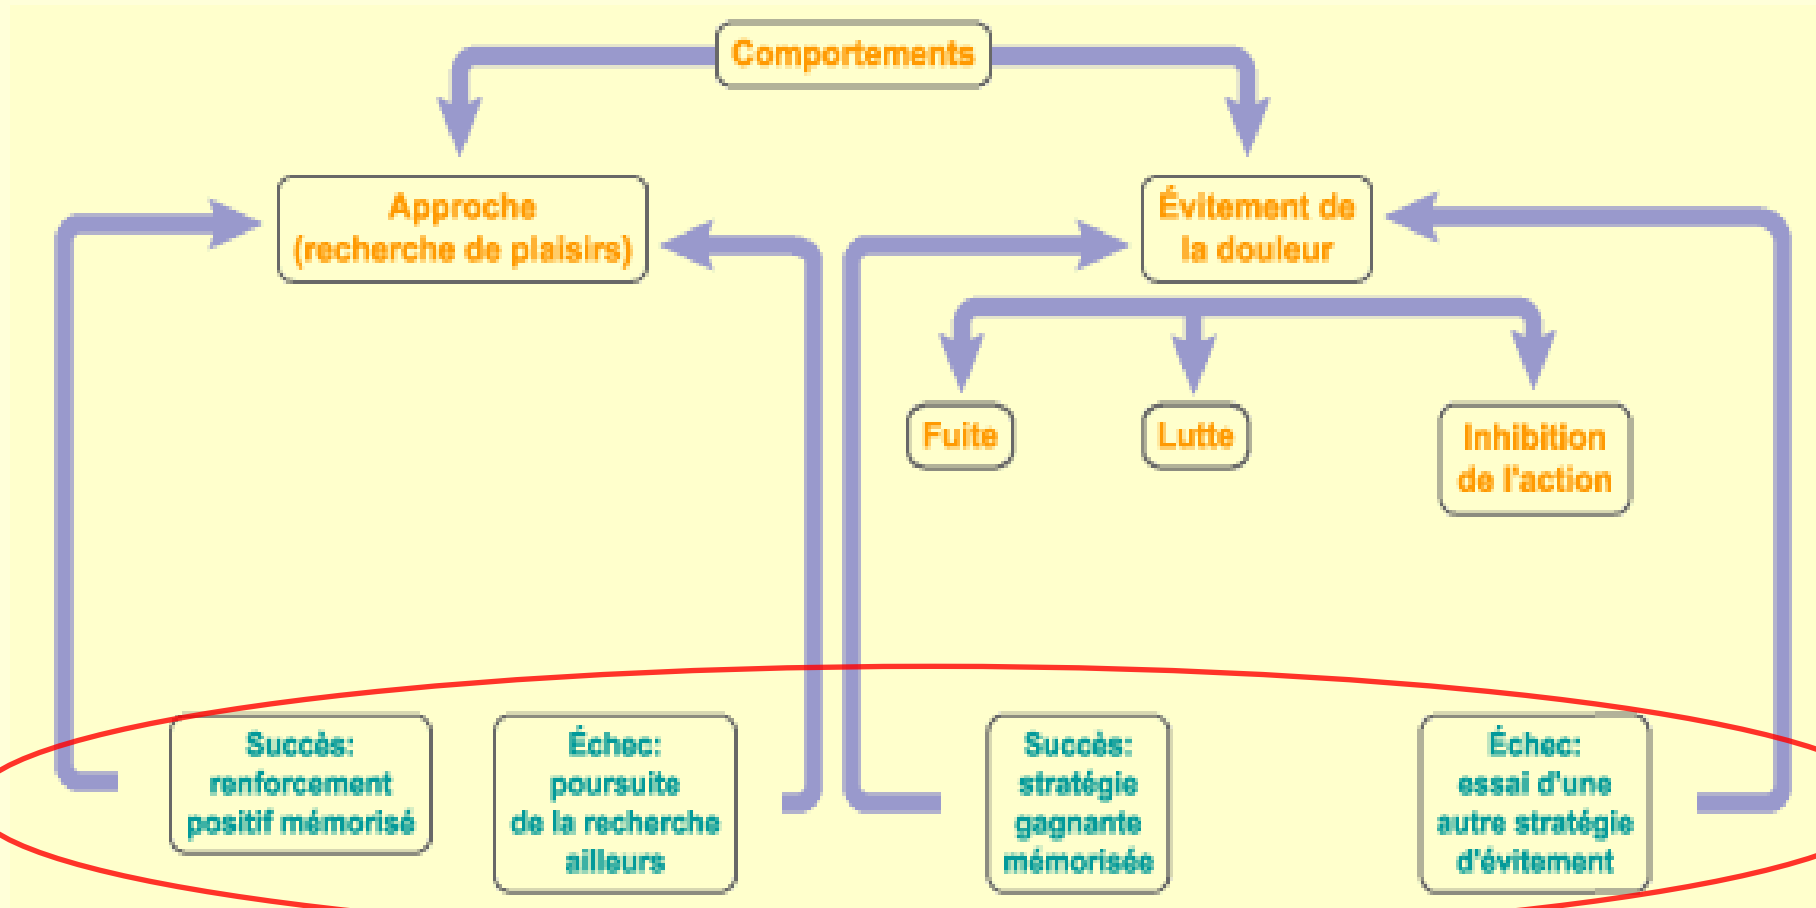 Comportements
Approche
(recherche de plaisirs)
Évitement de
la douleur
Fuite
Lutte
Inhibition
de l'action
Succès:
renforcement
positif mémorisé
Échec:
poursuite
de la recherche
ailleurs
Succès:
stratégie
gagnante
mémorisée
Échec:
essai d'une
autre stratégie
d'évitement